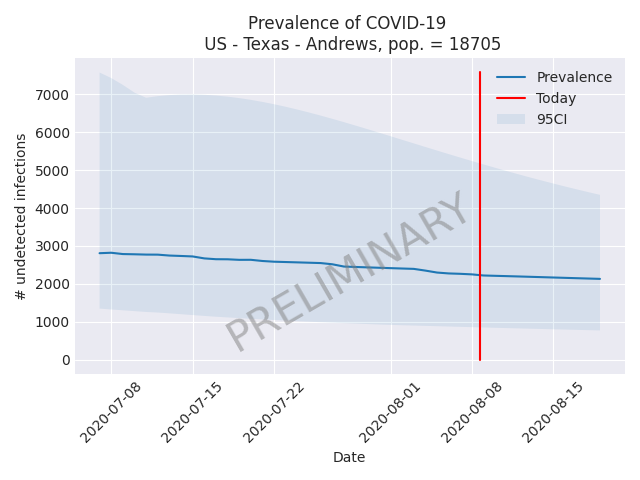 Prevalence of COVID-19
US - Texas - Andrews, pop. = 18705
# undetected infections
7000
6000
5000
4000
3000
2000
1000
0
Prevalence
Today
95CI
PRELIMINARY
2020-07-08
2020-07-15
2020-07-22
2020-08-01
2020-08-08
2020-08-15
Date